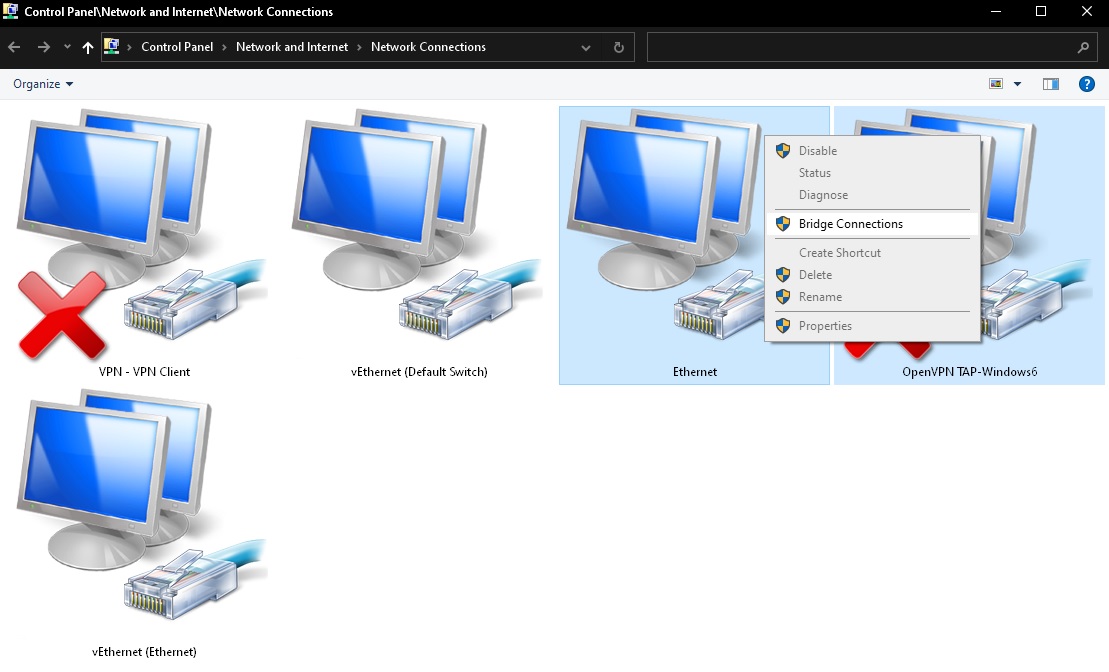 Control Panel\Network and Internet\Network Connections
Control Panel > Network and Internet > Network Connections
Organize
Disable
Status
Diagnose
Bridge Connections
Create Shortcut
Delete
Rename
Properties
VPN - VPN Client
vEthernet (Default Switch)
Ethernet
OpenVPN TAP-Windows6
vEthernet (Ethernet)